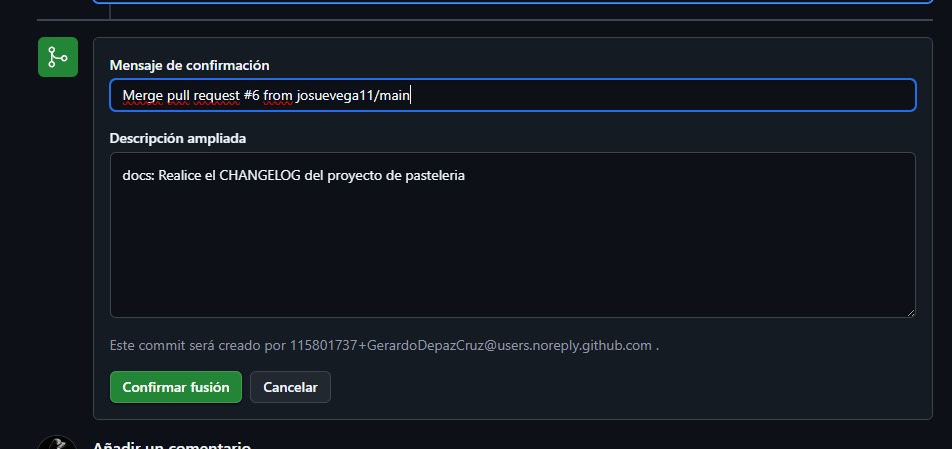 Mensaje de confirmación
Merge pull request #6 from josuevega11/main
Descripción ampliada
docs: Realice el CHANGELOG del proyecto de pasteleria
Este commit será creado por 115801737+GerardoDepazCruz@users.noreply.github.com .
Confirmar fusión
Cancelar
Añadir un comentario